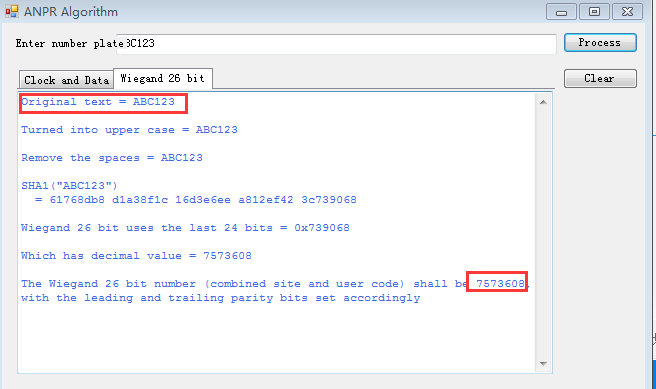 ANPR Algorithm
Enter number plate BC123
Process
Clock and Data
Wiegand 26 bit
Clear
Original text = ABC123
Turned into upper case = ABC123
Remove the spaces = ABC123
SHA1("ABC123")
= 61768db8 d1a38f1c 16d3e6ee a812ef42 3c739068
Wiegand 26 bit uses the last 24 bits = 0x739068
Which has decimal value = 7573608
The Wiegand 26 bit number (combined site and user code) shall be 7573608,
with the leading and trailing parity bits set accordingly